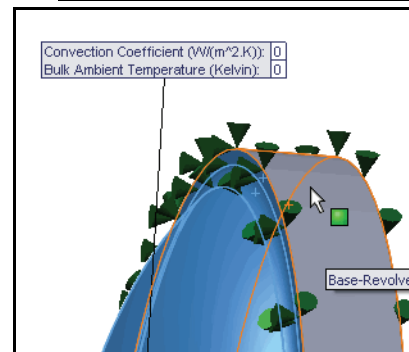 Convection Coefficient (W/(m^2.K)): 0
Bulk Ambient Temperature (Kelvin): 0
Base-Revolve